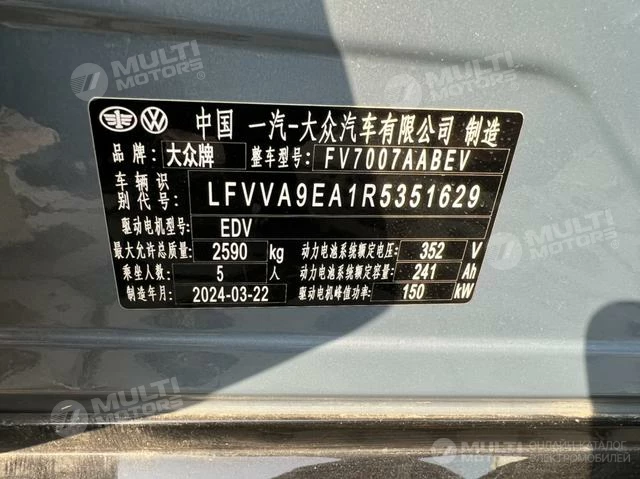 MULTI MOTORS
MULTI MOTORS
中国 一汽-大众汽车有限公司 制造
品 牌: 大众牌 整车型号: FV7007AABEV
车 辆 识
别 代 号: LFVVA9EA1R5351629
驱动电机型号: EDV
最大允许总质量: 2590 kg 动力电池系统额定电压: 352 V
乘坐人数: 5 人 动力电池系统额定容量: 241 Ah
制造年月: 2024-03-22 驱动电机峰值功率: 150 kW
MULTI MOTORS
MULTI MOTORS
MULTI MOTORS ОНЛАЙН-КАТАЛОГ
ЭЛЕКТРОМОБИЛЕЙ